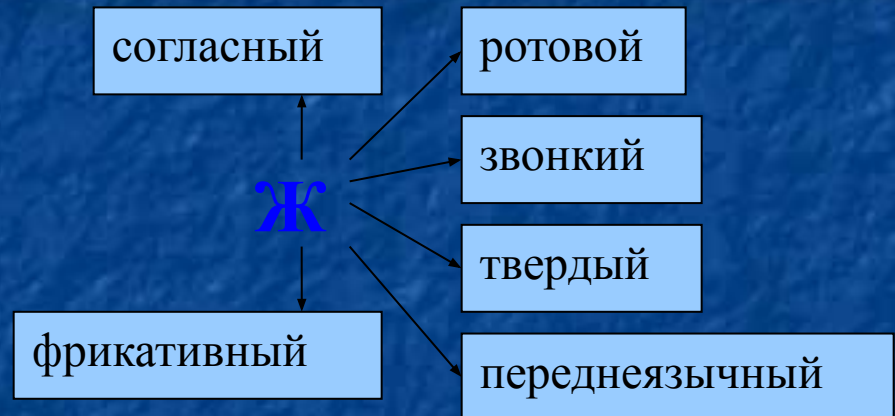 согласный
ротовой
звонкий
Ж
твердый
фрикативный
переднеязычный